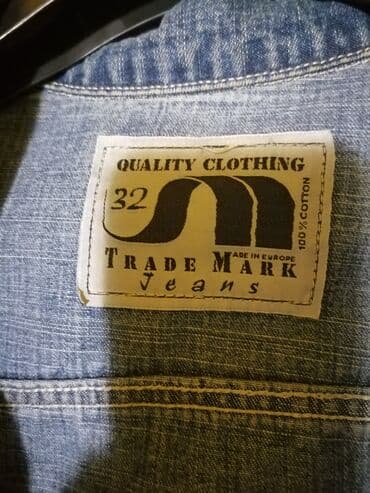 QUALITY CLOTHING
32
100% COTTON
MADE IN EUROPE
TRADE MARK
Jeans